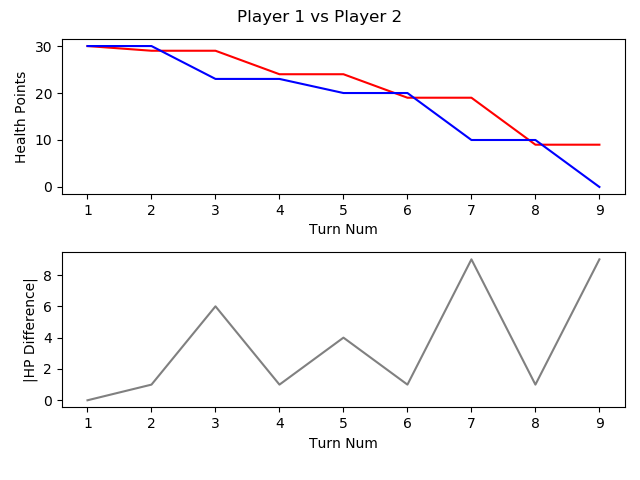 Player 1 vs Player 2
30
20
10
0
Health Points
1 2 3 4 5 6 7 8 9
Turn Num
8
6
4
2
0
|HP Difference|
1 2 3 4 5 6 7 8 9
Turn Num